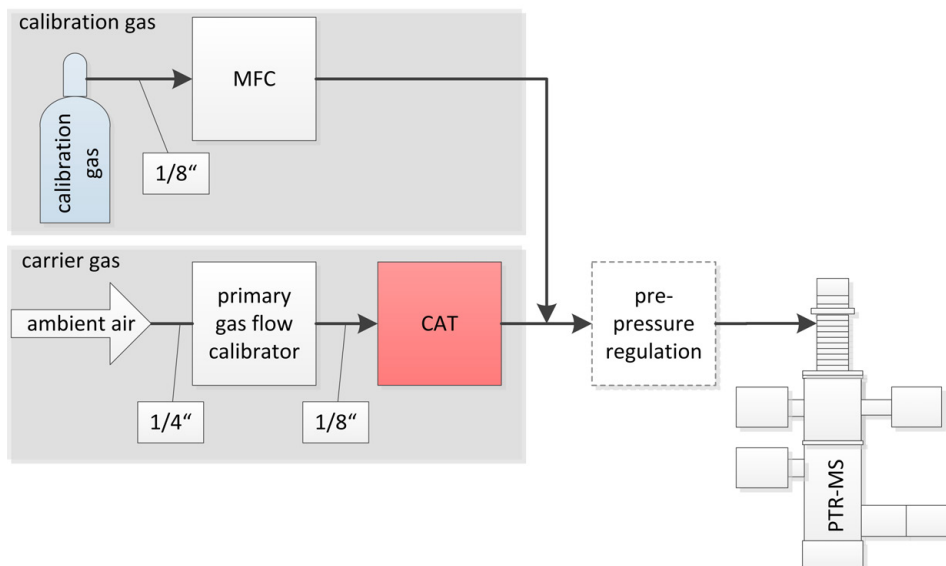 calibration gas
calibration
gas
MFC
1/8“
carrier gas
ambient air
primary
gas flow
calibrator
CAT
1/4“
1/8“
pre-
pressure
regulation
PTR-MS